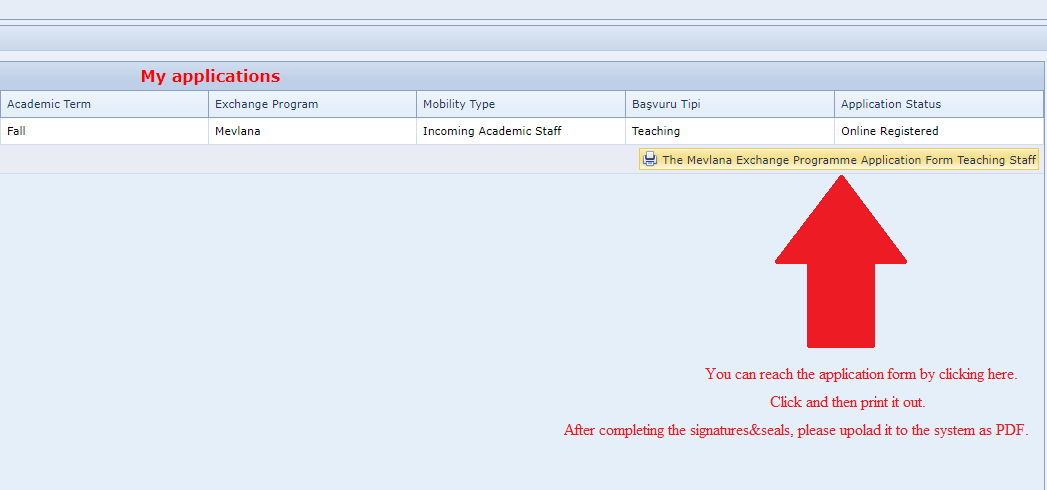 My applications
Academic Term Exchange Program Mobility Type Başvuru Tipi Application Status
Fall Mevlana Incoming Academic Staff Teaching Online Registered
The Mevlana Exchange Programme Application Form Teaching Staff
You can reach the application form by clicking here.
Click and then print it out.
After completing the signatures&seals, please upolad it to the system as PDF.